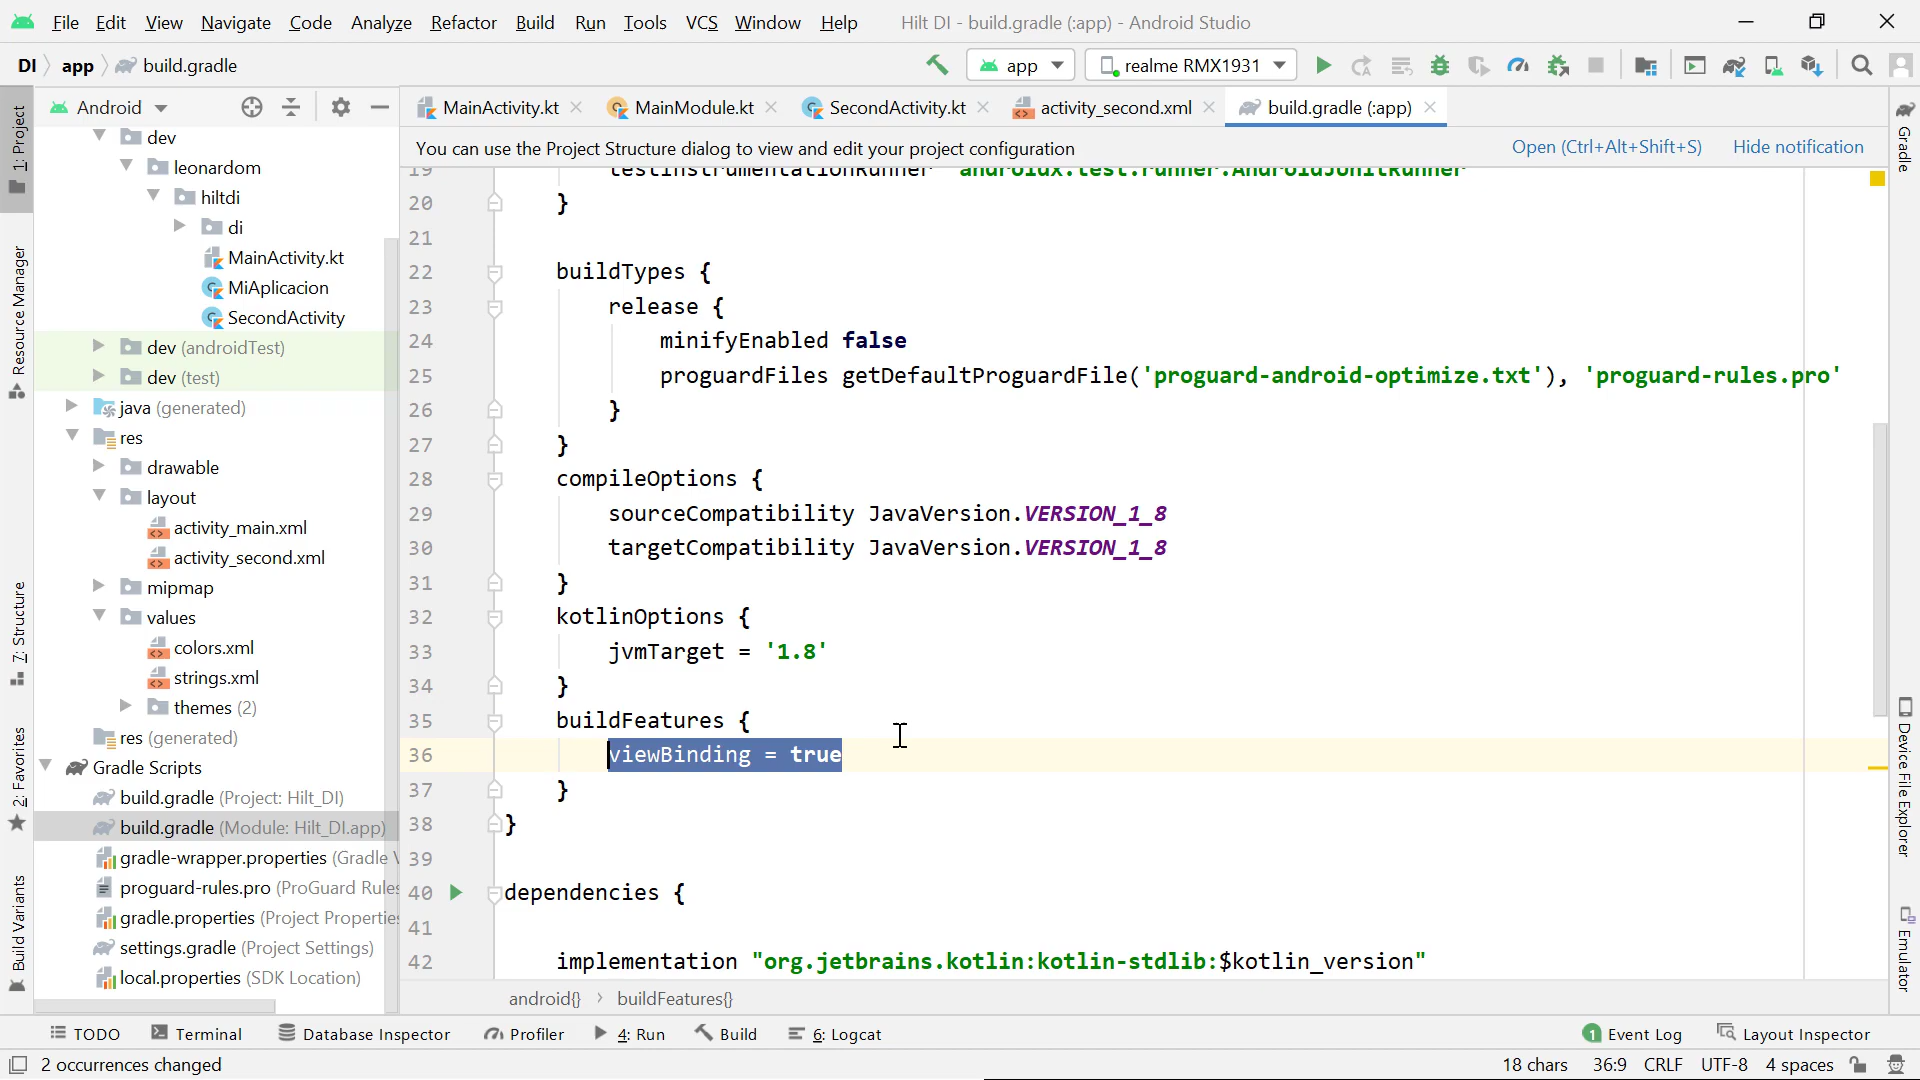 File Edit View Navigate Code Analyze Refactor Build Run Tools VCS Window Help Hilt DI - build.gradle (:app) - Android Studio
DI app build.gradle app realme RMX1931
Android MainActivity.kt MainModule.kt SecondActivity.kt activity_second.xml build.gradle (:app)
You can use the Project Structure dialog to view and edit your project configuration Open (Ctrl+Alt+Shift+S) Hide notification
1: Project
Resource Manager
7: Structure
2: Favorites
Build Variants
dev
leonardom
hiltdi
di
MainActivity.kt
MiAplicacion
SecondActivity
dev (androidTest)
dev (test)
java (generated)
res
drawable
layout
activity_main.xml
activity_second.xml
mipmap
values
colors.xml
strings.xml
themes (2)
res (generated)
Gradle Scripts
build.gradle (Project: Hilt_DI)
build.gradle (Module: Hilt_DI.app)
gradle-wrapper.properties (Gradle
proguard-rules.pro (ProGuard Rules
gradle.properties (Project Properties
settings.gradle (Project Settings)
local.properties (SDK Location)
19 testInstrumentationRunner "androidx.test.runner.AndroidJUnitRunner"
20 }
21
22 buildTypes {
23 release {
24 minifyEnabled false
25 proguardFiles getDefaultProguardFile('proguard-android-optimize.txt'), 'proguard-rules.pro'
26 }
27 }
28 compileOptions {
29 sourceCompatibility JavaVersion.VERSION_1_8
30 targetCompatibility JavaVersion.VERSION_1_8
31 }
32 kotlinOptions {
33 jvmTarget = '1.8'
34 }
35 buildFeatures {
36 viewBinding = true
37 }
38 }
39
40 dependencies {
41
42 implementation "org.jetbrains.kotlin:kotlin-stdlib:$kotlin_version"
android{} › buildFeatures{}
Gradle
Device File Explorer
Emulator
TODO Terminal Database Inspector Profiler 4: Run Build 6: Logcat 1 Event Log Layout Inspector
2 occurrences changed 18 chars 36:9 CRLF UTF-8 4 spaces